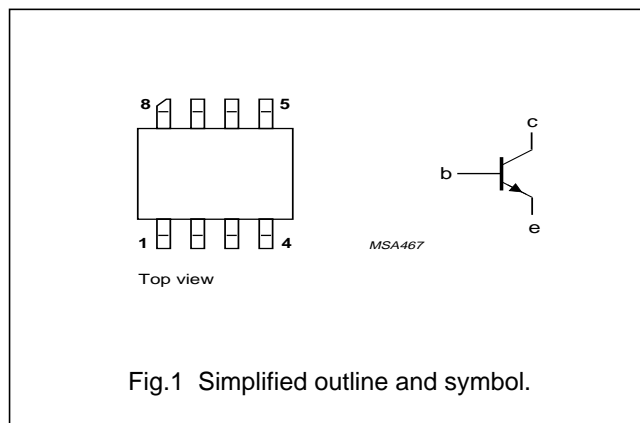 8 5
c
b
e
1 4
MSA467
Top view
Fig.1 Simplified outline and symbol.